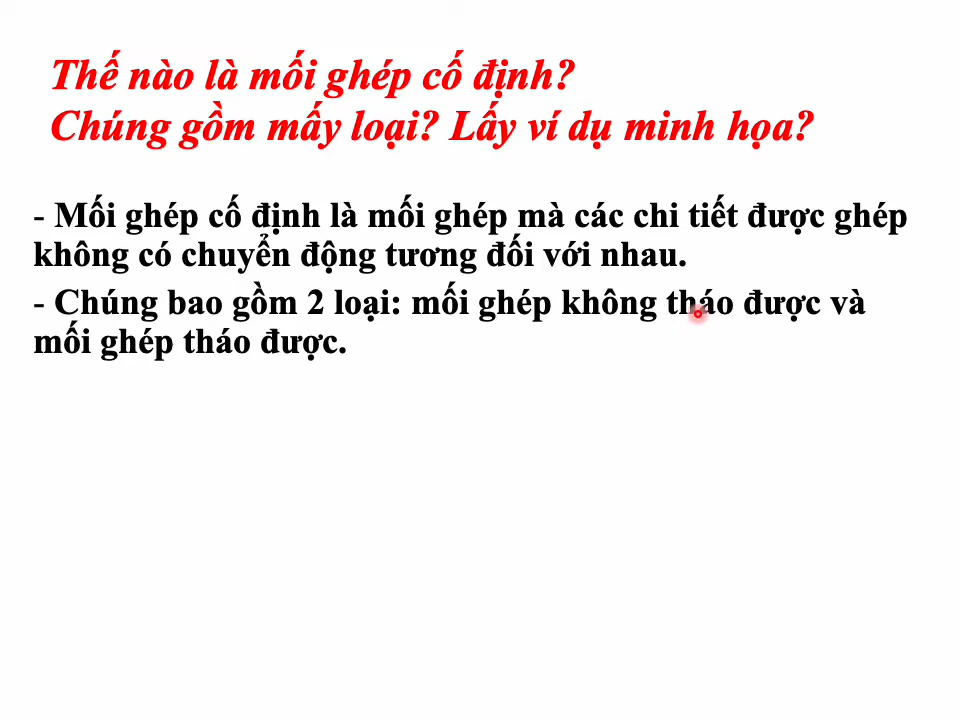 Thế nào là mối ghép cố định?
Chúng gồm mấy loại? Lấy ví dụ minh họa?
- Mối ghép cố định là mối ghép mà các chi tiết được ghép
không có chuyển động tương đối với nhau.
- Chúng bao gồm 2 loại: mối ghép không tháo được và
mối ghép tháo được.